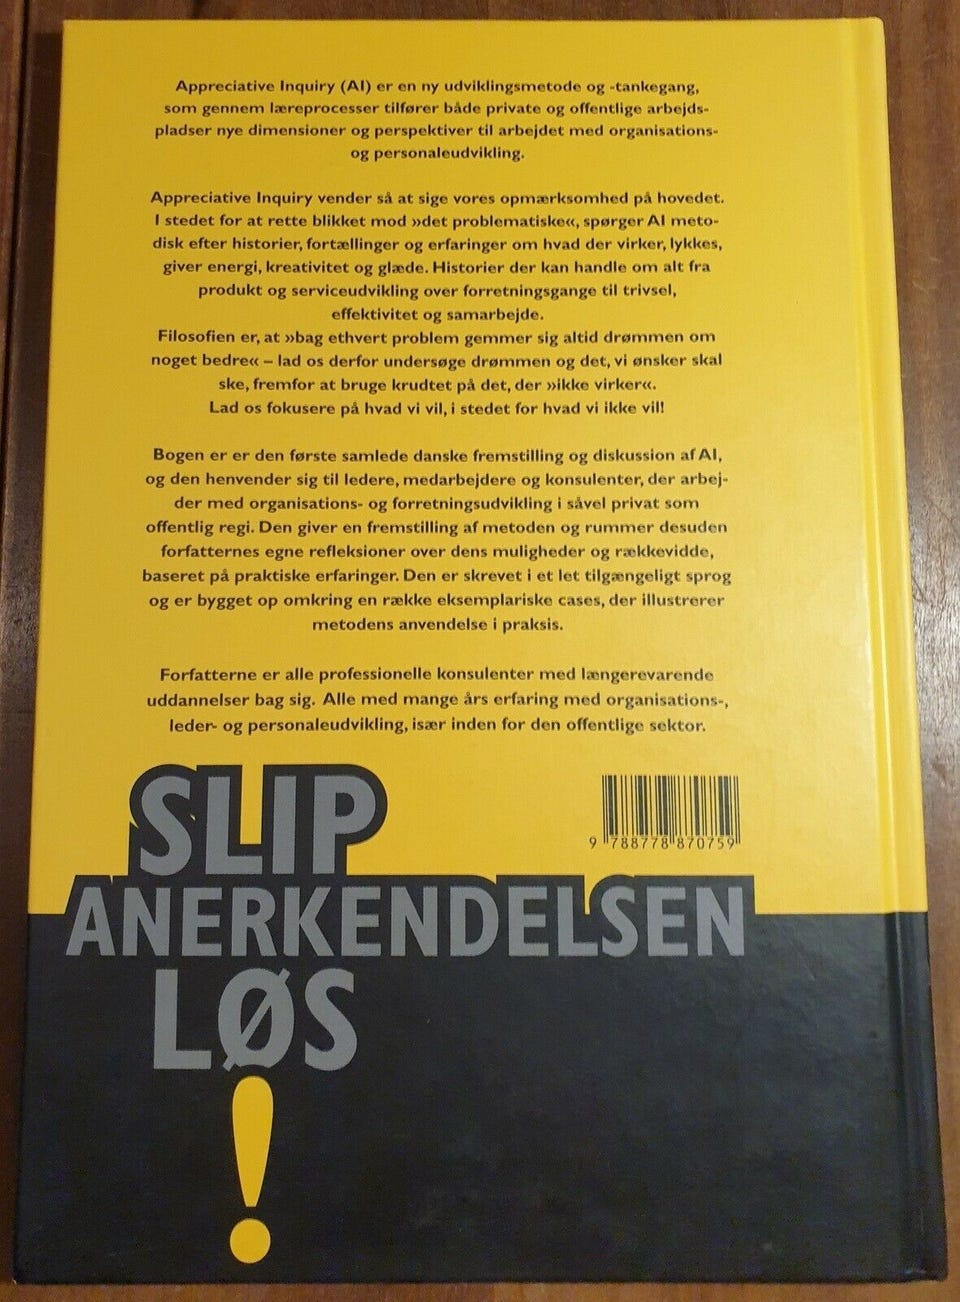 Appreciative Inquiry (AI) er en ny udviklingsmetode og -tankegang,
som gennem læreprocesser tilfører både private og offentlige arbejds-
pladser nye dimensioner og perspektiver til arbejdet med organisations-
og personaleudvikling.
Appreciative Inquiry vender så at sige vores opmærksomhed på hovedet.
I stedet for at rette blikket mod »det problematiske«, spørger AI meto-
disk efter historier, fortællinger og erfaringer om hvad der virker, lykkes,
giver energi, kreativitet og glæde. Historier der kan handle om alt fra
produkt og serviceudvikling over forretningsgange til trivsel,
effektivitet og samarbejde.
Filosofien er, at »bag ethvert problem gemmer sig altid drømmen om
noget bedre« – lad os derfor undersøge drømmen og det, vi ønsker skal
ske, fremfor at bruge krudtet på det, der »ikke virker«.
Lad os fokusere på hvad vi vil, i stedet for hvad vi ikke vil!
Bogen er er den første samlede danske fremstilling og diskussion af AI,
og den henvender sig til ledere, medarbejdere og konsulenter, der arbej-
der med organisations- og forretningsudvikling i såvel privat som
offentlig regi. Den giver en fremstilling af metoden og rummer desuden
forfatternes egne refleksioner over dens muligheder og rækkevidde,
baseret på praktiske erfaringer. Den er skrevet i et let tilgængeligt sprog
og er bygget op omkring en række eksemplariske cases, der illustrerer
metodens anvendelse i praksis.
Forfatterne er alle professionelle konsulenter med længerevarende
uddannelser bag sig. Alle med mange års erfaring med organisations-,
leder- og personaleudvikling, især inden for den offentlige sektor.
9 788778 870759
SLIP
ANERKENDELSEN
LØS
!